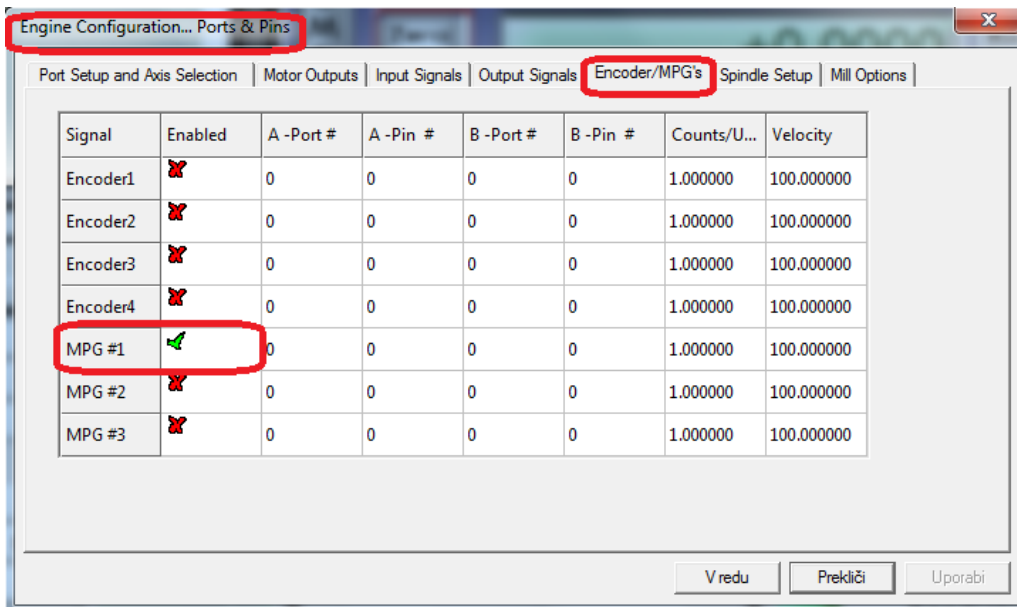 Engine Configuration... Ports & Pins
Port Setup and Axis Selection Motor Outputs Input Signals Output Signals Encoder/MPG's Spindle Setup Mill Options
Signal Enabled A -Port # A -Pin # B -Port # B -Pin # Counts/U... Velocity
Encoder1 0 0 0 0 1.000000 100.000000
Encoder2 0 0 0 0 1.000000 100.000000
Encoder3 0 0 0 0 1.000000 100.000000
Encoder4 0 0 0 0 1.000000 100.000000
MPG #1 0 0 0 0 1.000000 100.000000
MPG #2 0 0 0 0 1.000000 100.000000
MPG #3 0 0 0 0 1.000000 100.000000
V redu Prekliči Uporabi